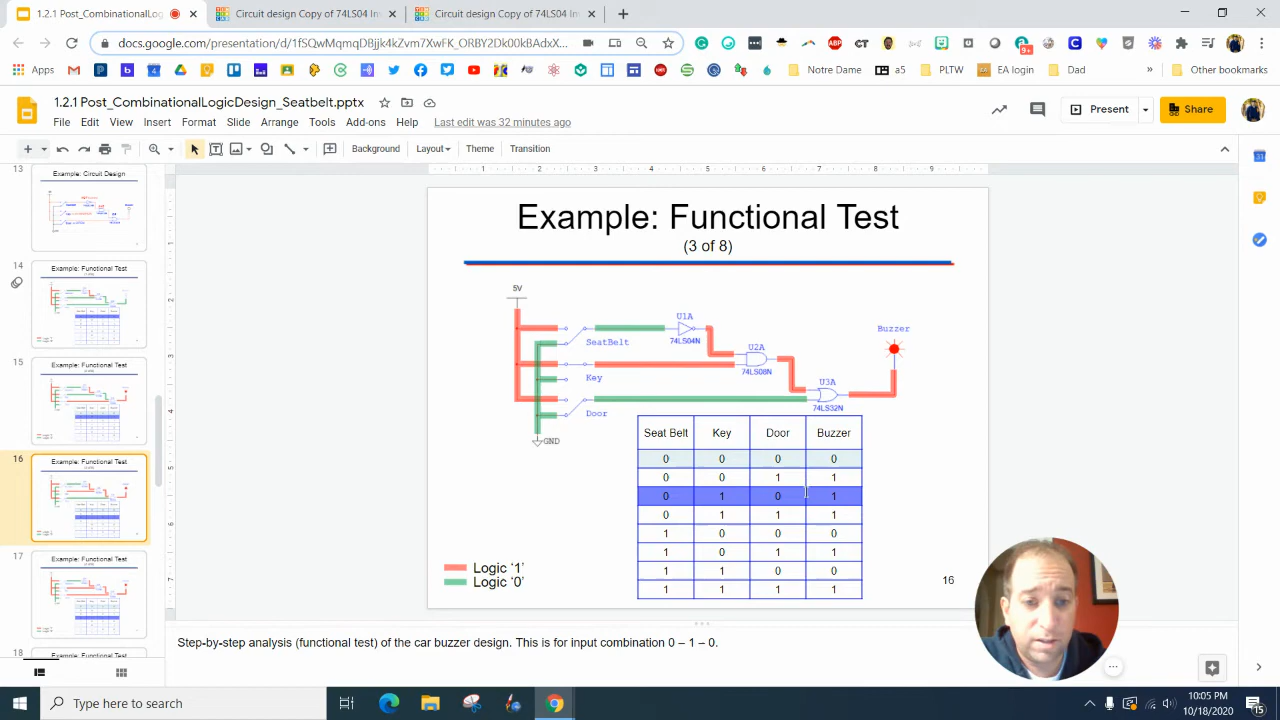 1.2.1 Post_CombinationalLog
Circuit design Copy of 74LS04 In
Circuit design Copy of 74LS04 In
docs.google.com/presentation/d/1fSQwMqmqDBjjk4kZvm7XwFK_ORBY2Dk00kBAdxX...
Apps
Notre Dame
a5
PLTW
EA login
Dad
Other bookmarks
1.2.1 Post_CombinationalLogicDesign_Seatbelt.pptx
File Edit View Insert Format Slide Arrange Tools Add-ons Help Last edit was 32 minutes ago
Present
Share
Background Layout Theme Transition
13
Example: Circuit Design
14
Example: Functional Test
15
Example: Functional Test
16
Example: Functional Test
17
Example: Functional Test
18
Example: Functional Test
Example: Functional Test
(3 of 8)
5V
U1A
74LS04N
SeatBelt
U2A
74LS08N
Key
U3A
74LS32N
Door
GND
Buzzer
Seat Belt Key Door Buzzer
0 0 0 0
0 0 1 1
0 1 0 1
0 1 1 1
1 0 0 0
1 0 1 1
1 1 0 0
1 1 1 1
Logic '1'
Logic '0'
16
Step-by-step analysis (functional test) of the car buzzer design. This is for input combination 0 – 1 – 0.
Type here to search
10:05 PM
10/18/2020
15